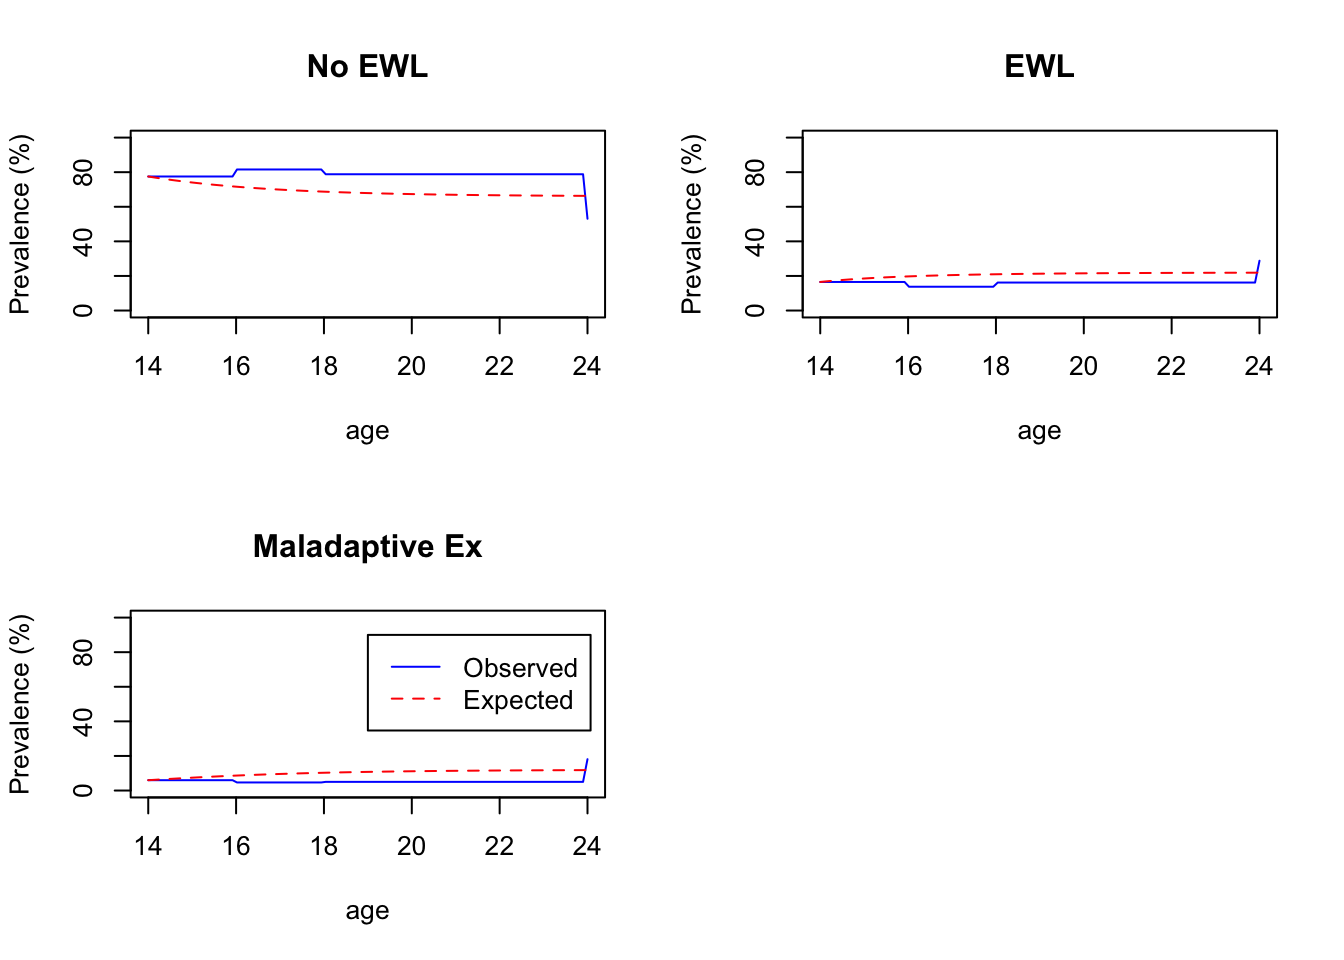 No EWL
Prevalence (%)
80
40
0
14 16 18 20 22 24
age
EWL
Prevalence (%)
80
40
0
14 16 18 20 22 24
age
Maladaptive Ex
Prevalence (%)
80
40
0
Observed
Expected
14 16 18 20 22 24
age